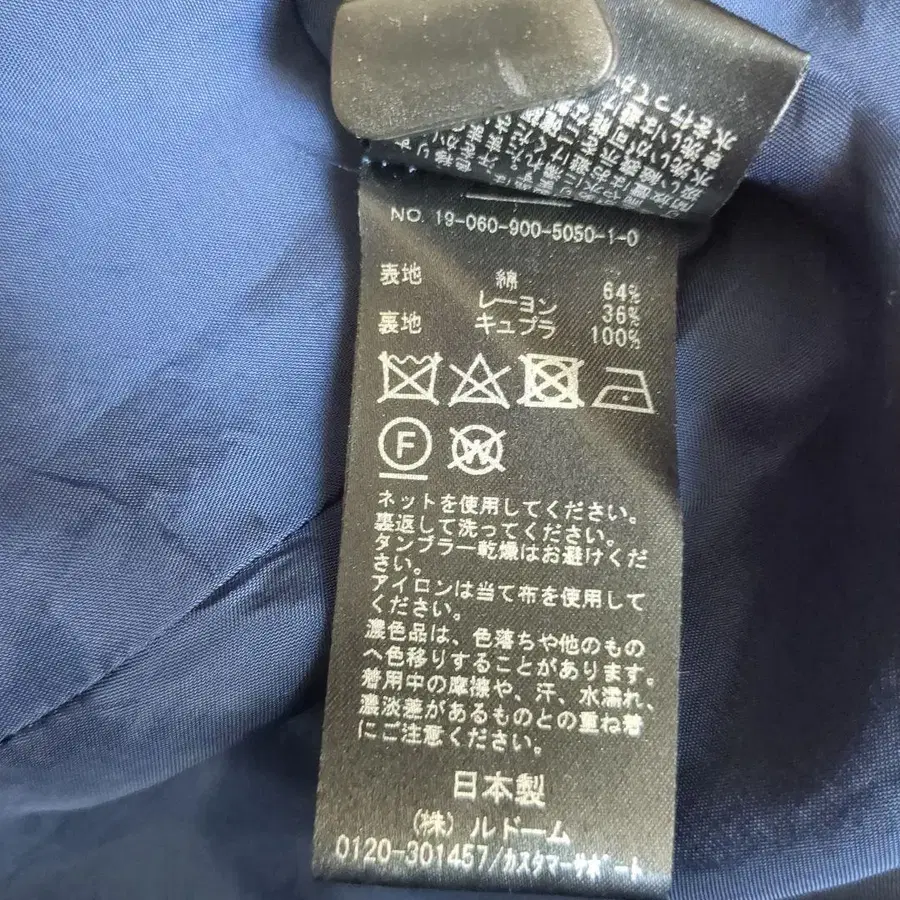 NO. 19-060-900-5050-1-0
表地 綿 64%
レーヨン 36%
裏地 キュプラ 100%
F W
ネットを使用してください。
裏返して洗ってください。
タンブラー乾燥はお避けくだ
さい。
アイロンは当て布を使用して
ください。
濃色品は、色落ちや他のもの
へ色移りすることがあります。
着用中の摩擦や、汗、水濡れ、
濃淡差があるものとの重ね着
にご注意ください。
日本製
(株)ルドーム
0120-301457/カスタマーサポート